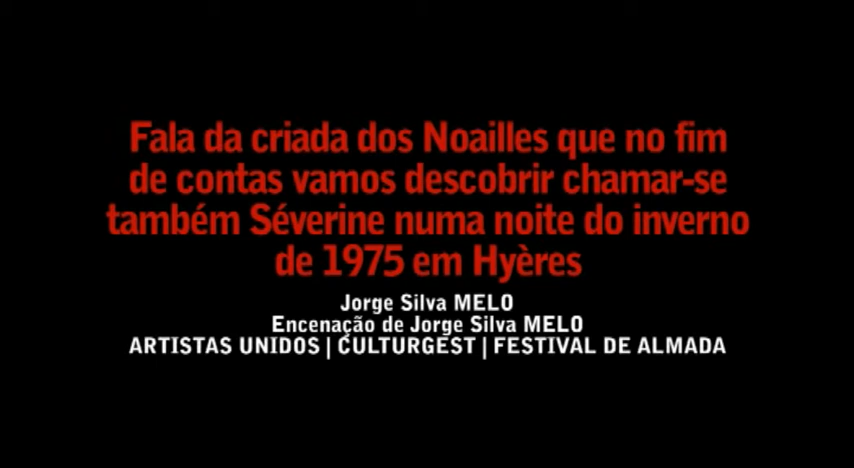 Fala da criada dos Noailles que no fim
de contas vamos descobrir chamar-se
também Séverine numa noite do inverno
de 1975 em Hyères
Jorge Silva MELO
Encenação de Jorge Silva MELO
ARTISTAS UNIDOS | CULTURGEST | FESTIVAL DE ALMADA